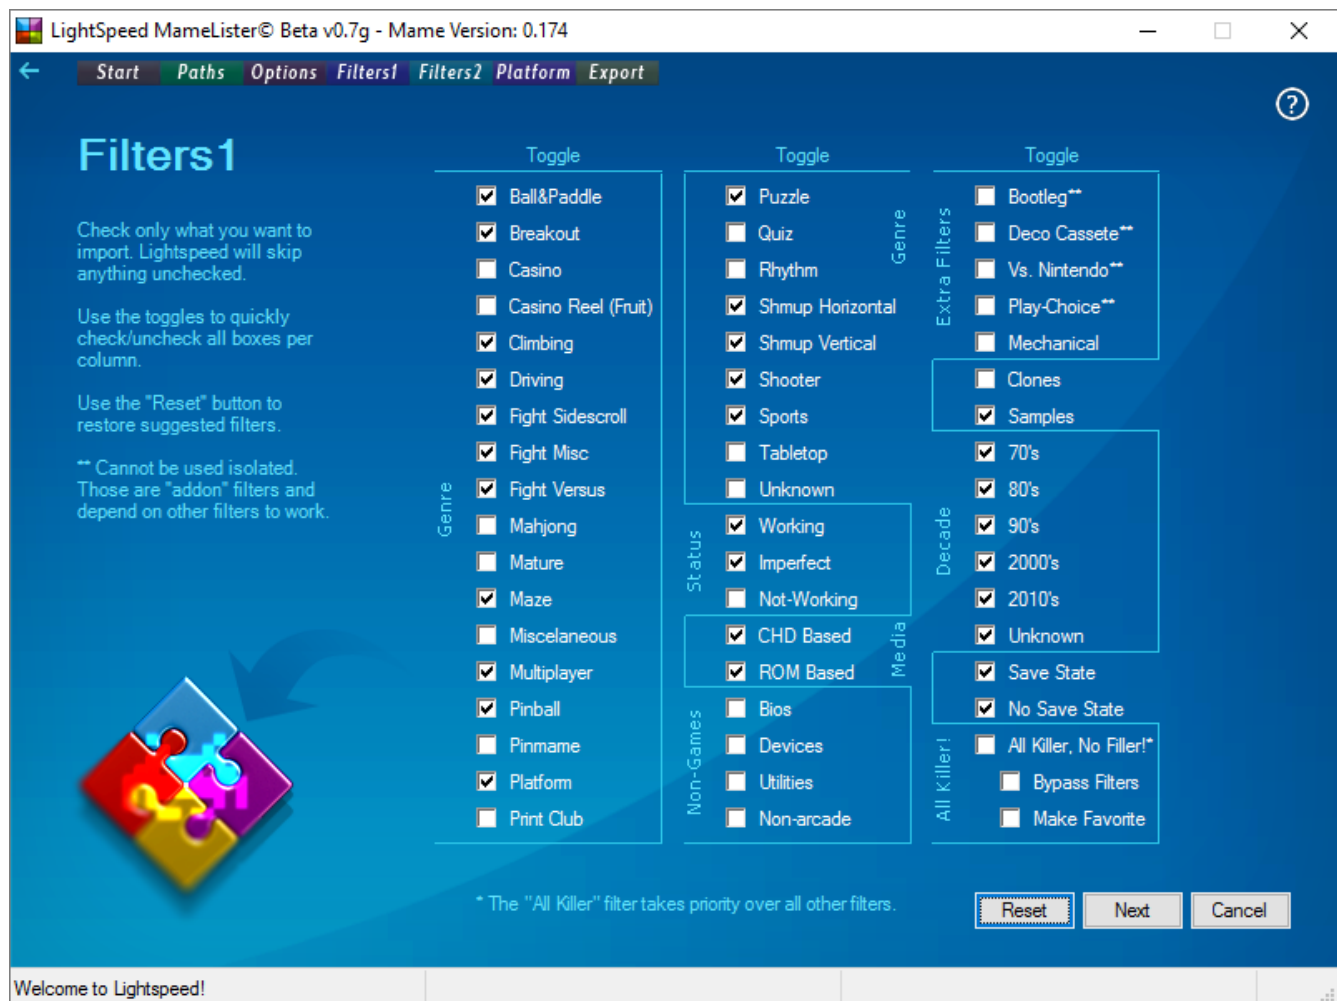 LightSpeed MameLister© Beta v0.7g - Mame Version: 0.174
Start Paths Options Filters1 Filters2 Platform Export
Filters1
Check only what you want to
import. Lightspeed will skip
anything unchecked.
Use the toggles to quickly
check/uncheck all boxes per
column.
Use the "Reset" button to
restore suggested filters.
** Cannot be used isolated.
Those are "addon" filters and
depend on other filters to work.
Toggle
Genre
Ball&Paddle
Breakout
Casino
Casino Reel (Fruit)
Climbing
Driving
Fight Sidescroll
Fight Misc
Fight Versus
Mahjong
Mature
Maze
Miscelaneous
Multiplayer
Pinball
Pinmame
Platform
Print Club
Toggle
Genre
Puzzle
Quiz
Rhythm
Shmup Horizontal
Shmup Vertical
Shooter
Sports
Tabletop
Unknown
Status
Working
Imperfect
Not-Working
Media
CHD Based
ROM Based
Non-Games
Bios
Devices
Utilities
Non-arcade
Toggle
Extra Filters
Bootleg**
Deco Cassete**
Vs. Nintendo**
Play-Choice**
Mechanical
Clones
Samples
Decade
70's
80's
90's
2000's
2010's
Unknown
Save State
No Save State
All Killer!
All Killer, No Filler!*
Bypass Filters
Make Favorite
* The "All Killer" filter takes priority over all other filters.
Reset Next Cancel
Welcome to Lightspeed!